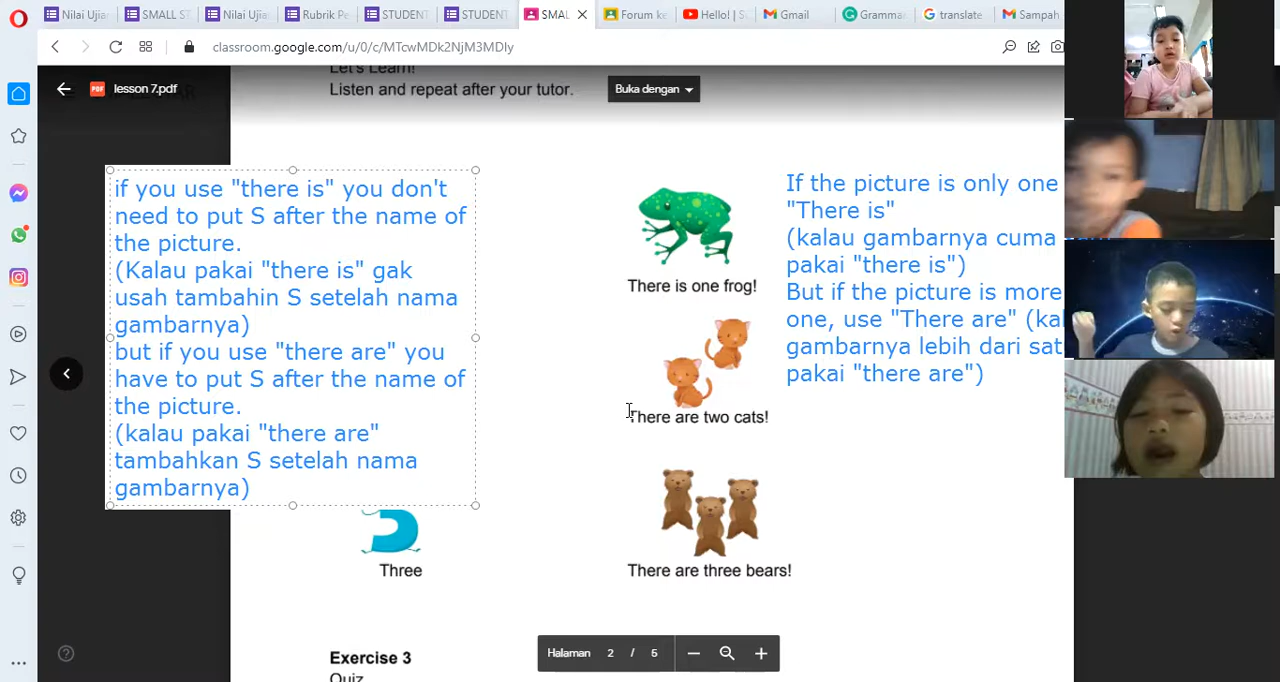 Nilai Ujia
SMALL ST
Nilai Ujia
Rubrik Pe
STUDENT
STUDENT
SMAL
Forum ke
Hello! | S
Gmail
Grammar
translate
Sampah
classroom.google.com/u/0/c/MTcwMDk2NjM3MDIy
lesson 7.pdf
Let's Learn!
Listen and repeat after your tutor.
Buka dengan
if you use "there is" you don't
need to put S after the name of
the picture.
(Kalau pakai "there is" gak
usah tambahin S setelah nama
gambarnya)
but if you use "there are" you
have to put S after the name of
the picture.
(kalau pakai "there are"
tambahkan S setelah nama
gambarnya)
There is one frog!
There are two cats!
There are three bears!
If the picture is only one
"There is"
(kalau gambarnya cuma
pakai "there is")
But if the picture is more
one, use "There are" (ka
gambarnya lebih dari sat
pakai "there are")
Three
Exercise 3
Quiz
Halaman 2 / 5